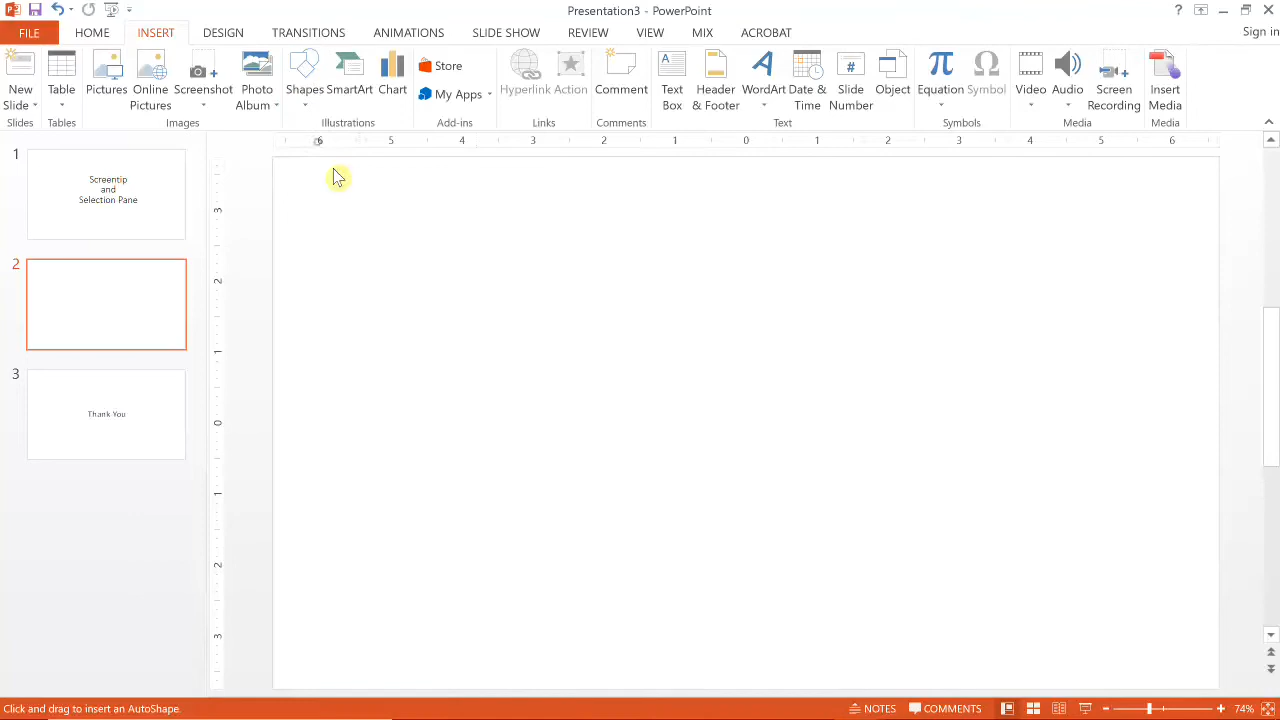 Presentation3 - PowerPoint
FILE HOME INSERT DESIGN TRANSITIONS ANIMATIONS SLIDE SHOW REVIEW VIEW MIX ACROBAT Sign in
New Slide
Table
Pictures
Online Pictures
Screenshot
Photo Album
Shapes
SmartArt
Chart
Store
My Apps
Hyperlink
Action
Comment
Text Box
Header & Footer
WordArt
Date & Time
Slide Number
Object
Equation
Symbol
Video
Audio
Screen Recording
Insert Media
Slides Tables Images Illustrations Add-ins Links Comments Text Symbols Media Media
6 5 4 3 2 1 0 1 2 3 4 5 6
3
2
1
0
1
2
3
1
Screentip
and
Selection Pane
2
3
Thank You
Click and drag to insert an AutoShape. NOTES COMMENTS 74%